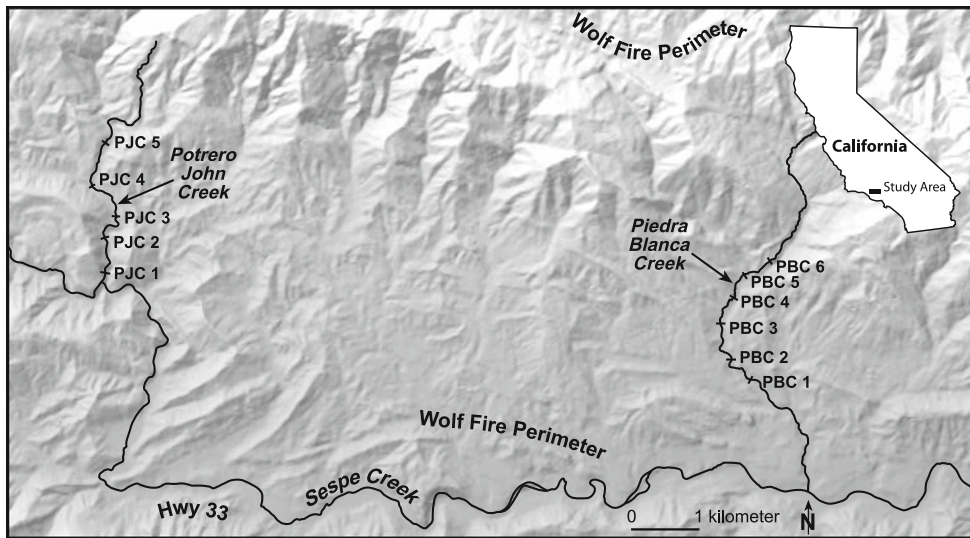 Wolf Fire Perimeter
California
Study Area
PJC 5
Potrero
John
Creek
PJC 4
PJC 3
PJC 2
PJC 1
Piedra
Blanca
Creek
PBC 6
PBC 5
PBC 4
PBC 3
PBC 2
PBC 1
Wolf Fire Perimeter
Sespe Creek
Hwy 33
0 1 kilometer
N